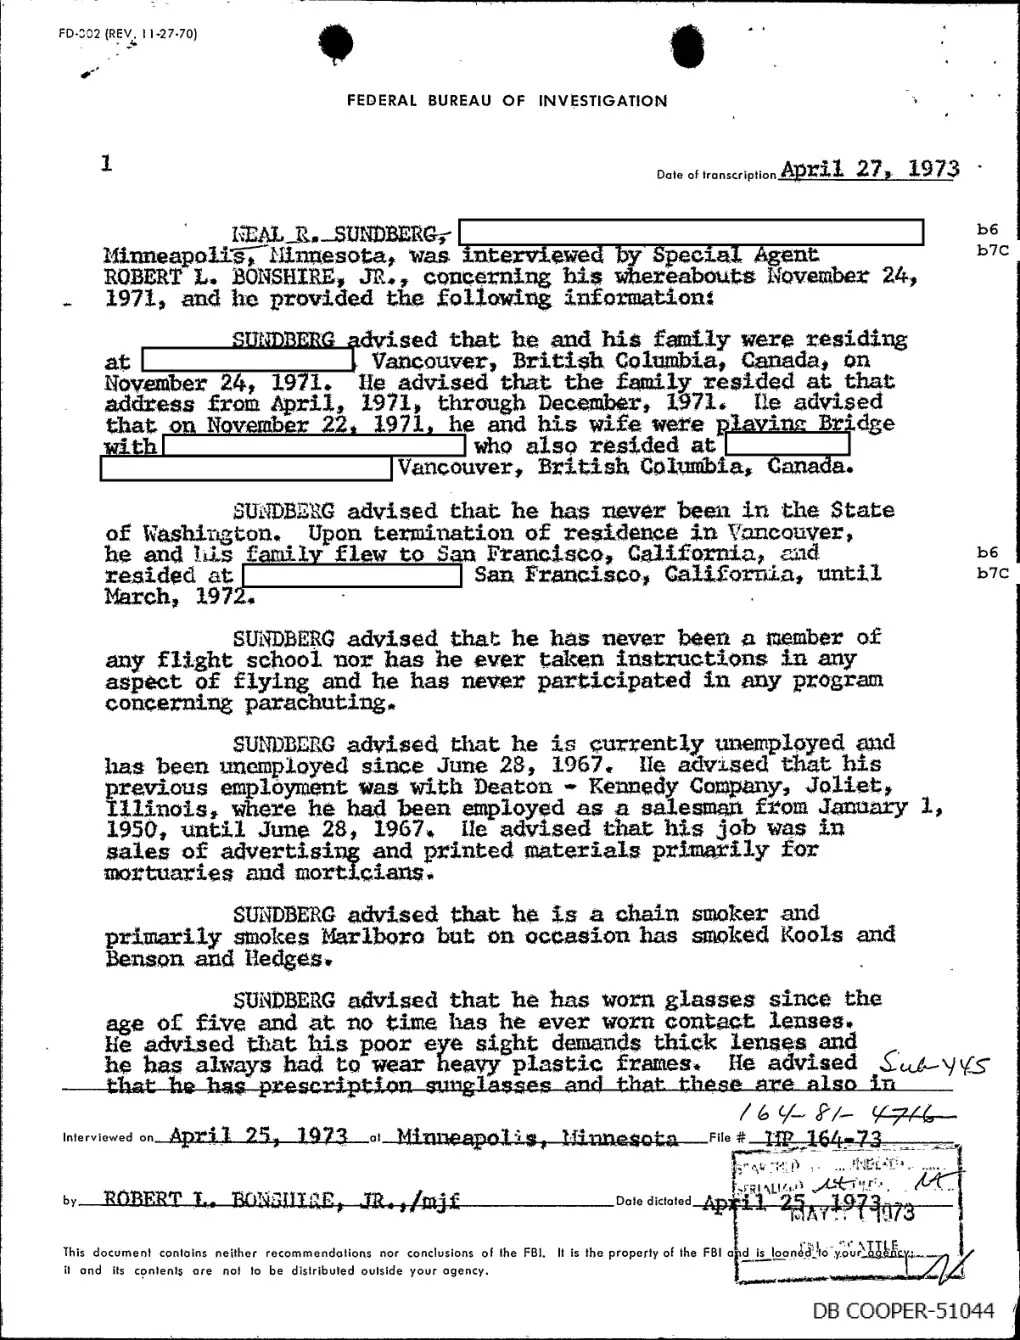 FD-302 (REV. 11-27-70)
FEDERAL BUREAU OF INVESTIGATION
1
Date of transcription April 27, 1973
NEAL R. SUNDBERG,
b6
Minneapolis, Minnesota, was interviewed by Special Agent
b7C
ROBERT L. BONSHIRE, JR., concerning his whereabouts November 24,
1971, and he provided the following information:
SUNDBERG advised that he and his family were residing
at Vancouver, British Columbia, Canada, on
November 24, 1971. He advised that the family resided at that
address from April, 1971, through December, 1971. He advised
that on November 22, 1971, he and his wife were playing Bridge
with who also resided at
Vancouver, British Columbia, Canada.
SUNDBERG advised that he has never been in the State
of Washington. Upon termination of residence in Vancouver,
he and his family flew to San Francisco, California, and
b6
resided at San Francisco, California, until
b7C
March, 1972.
SUNDBERG advised that he has never been a member of
any flight school nor has he ever taken instructions in any
aspect of flying and he has never participated in any program
concerning parachuting.
SUNDBERG advised that he is currently unemployed and
has been unemployed since June 28, 1967. He advised that his
previous employment was with Deaton - Kennedy Company, Joliet,
Illinois, where he had been employed as a salesman from January 1,
1950, until June 28, 1967. He advised that his job was in
sales of advertising and printed materials primarily for
mortuaries and morticians.
SUNDBERG advised that he is a chain smoker and
primarily smokes Marlboro but on occasion has smoked Kools and
Benson and Hedges.
SUNDBERG advised that he has worn glasses since the
age of five and at no time has he ever worn contact lenses.
He advised that his poor eye sight demands thick lenses and
he has always had to wear heavy plastic frames. He advised
Sub-445
that he has prescription sunglasses and that these are also in
164-81-4716
Interviewed on April 25, 1973 at Minneapolis, Minnesota File # MP 164-73
SEARCHED INDEXED
SERIALIZED FILED
by ROBERT L. BONSHIRE, JR./mjf Date dictated April 25, 1973
MAY 1 1973
FBI - SEATTLE
This document contains neither recommendations nor conclusions of the FBI. It is the property of the FBI and is loaned to your agency;
it and its contents are not to be distributed outside your agency.
DB COOPER-51044